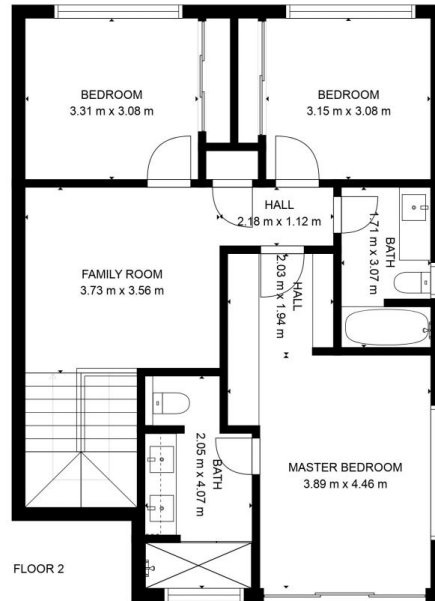 BEDROOM
3.31 m x 3.08 m
BEDROOM
3.15 m x 3.08 m
HALL
2.18 m x 1.12 m
BATH
1.71 m x 3.07 m
FAMILY ROOM
3.73 m x 3.56 m
HALL
2.03 m x 1.94 m
BATH
2.05 m x 4.07 m
MASTER BEDROOM
3.89 m x 4.46 m
FLOOR 2